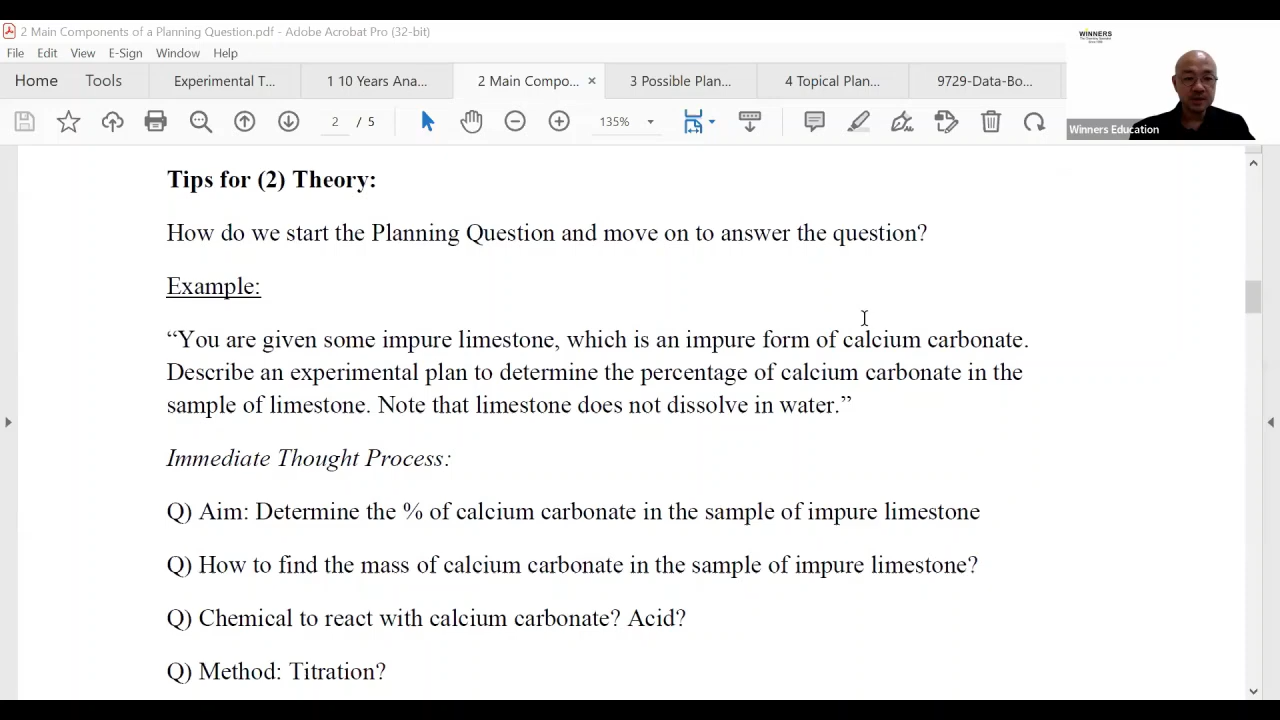 2 Main Components of a Planning Question.pdf - Adobe Acrobat Pro (32-bit)
File Edit View E-Sign Window Help
Home Tools Experimental T... 1 10 Years Ana... 2 Main Compo... × 3 Possible Plan... 4 Topical Plan... 9729-Data-Bo...
2 / 5 135%
WINNERS
Winners Education
Tips for (2) Theory:
How do we start the Planning Question and move on to answer the question?
Example:
“You are given some impure limestone, which is an impure form of calcium carbonate.
Describe an experimental plan to determine the percentage of calcium carbonate in the
sample of limestone. Note that limestone does not dissolve in water.”
Immediate Thought Process:
Q) Aim: Determine the % of calcium carbonate in the sample of impure limestone
Q) How to find the mass of calcium carbonate in the sample of impure limestone?
Q) Chemical to react with calcium carbonate? Acid?
Q) Method: Titration?